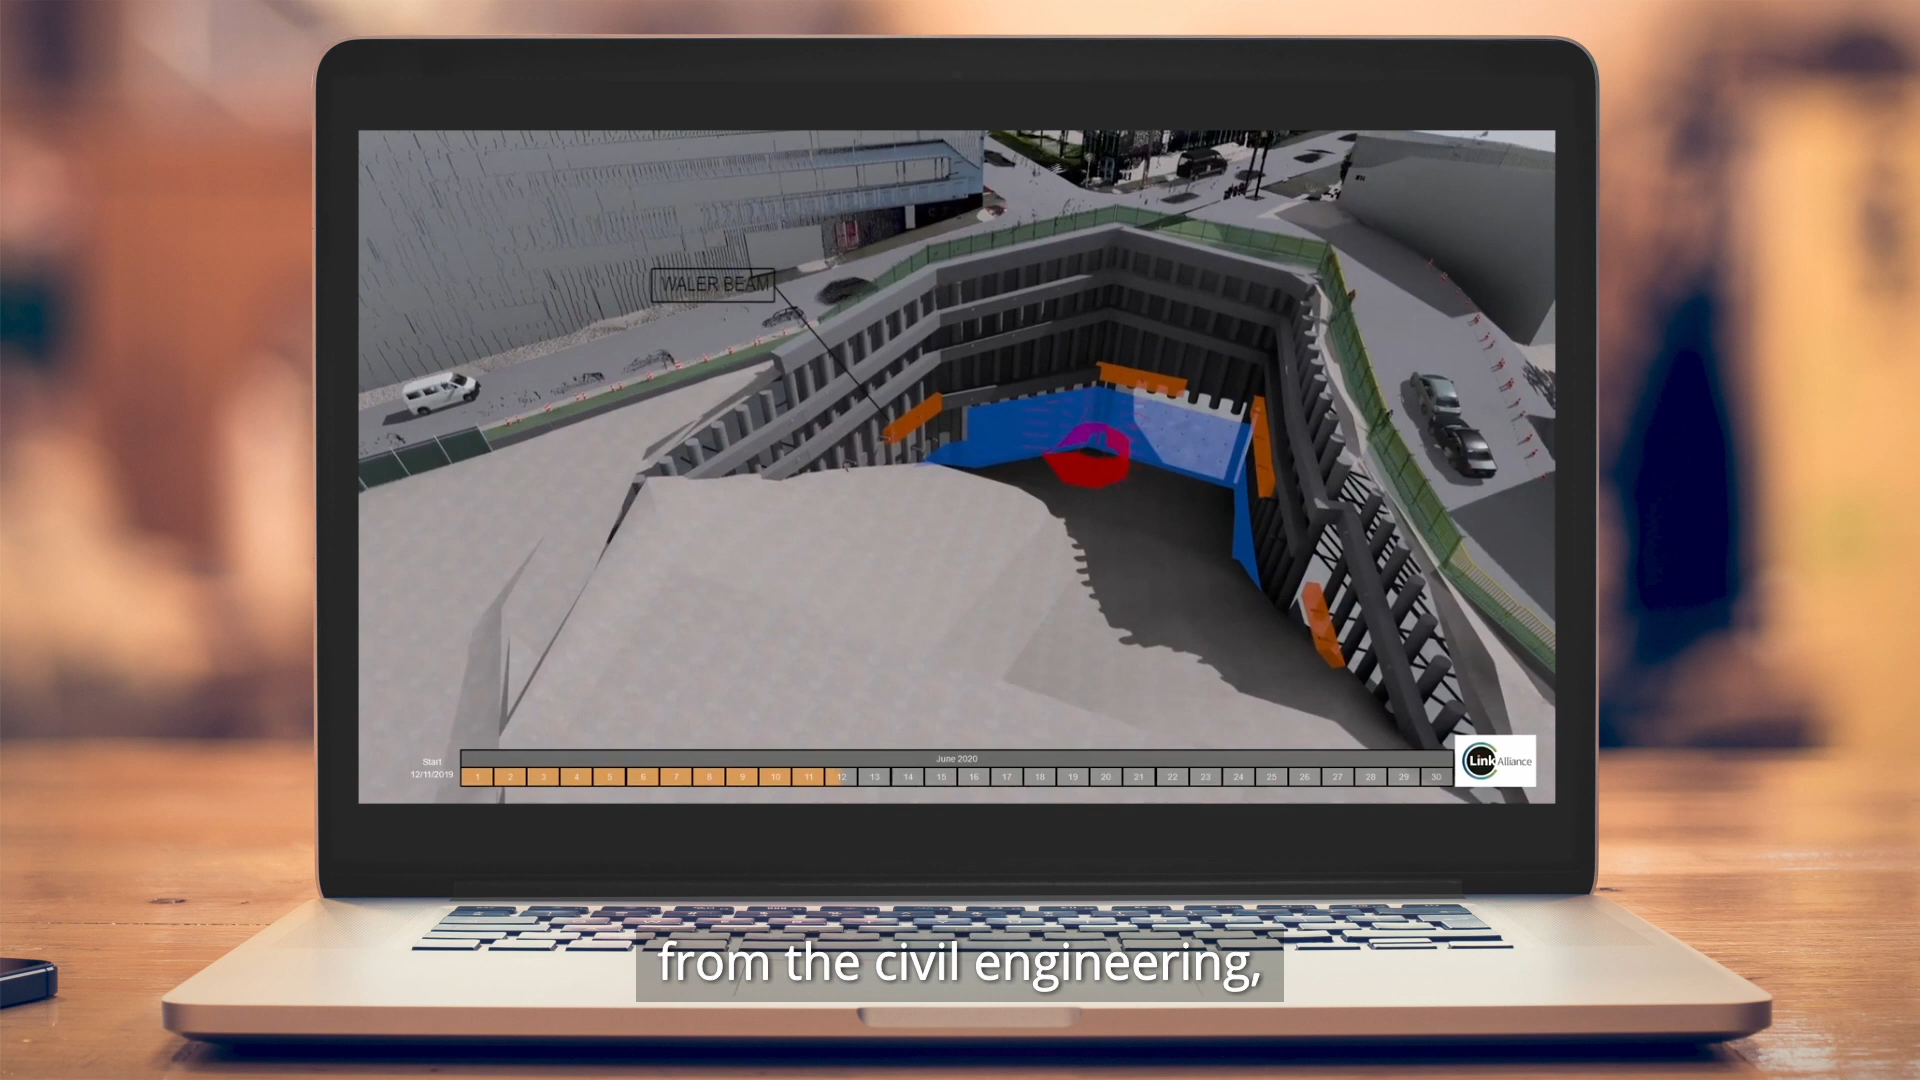 WALER BEAM
Start
12/11/2019
June 2020
1 2 3 4 5 6 7 8 9 10 11 12 13 14 15 16 17 18 19 20 21 22 23 24 25 26 27 28 29 30
Link Alliance
from the civil engineering,